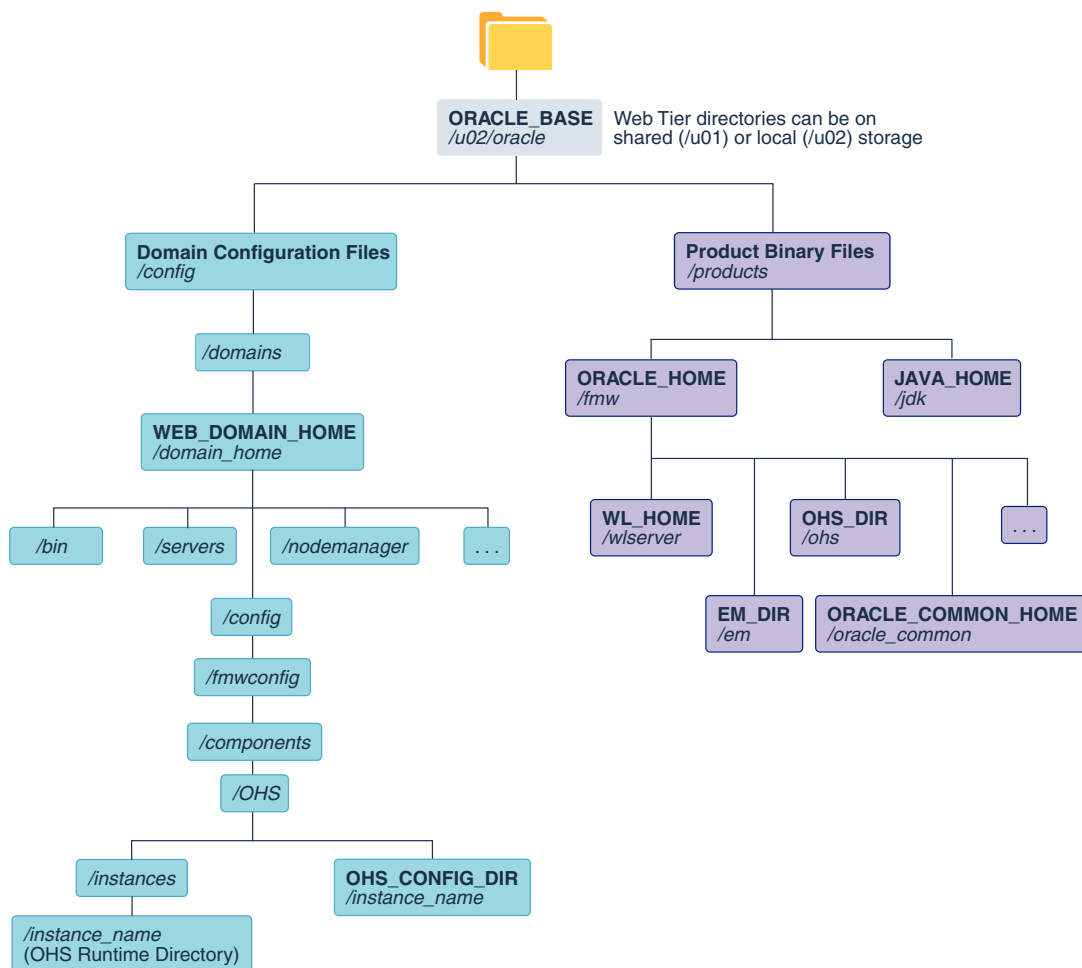 ORACLE_BASE
/u02/oracle
Web Tier directories can be on
shared (/u01) or local (/u02) storage
Domain Configuration Files
/config
Product Binary Files
/products
/domains
ORACLE_HOME
/fmw
JAVA_HOME
/jdk
WEB_DOMAIN_HOME
/domain_home
/bin
/servers
/nodemanager
. . .
WL_HOME
/wlserver
OHS_DIR
/ohs
. . .
/config
EM_DIR
/em
ORACLE_COMMON_HOME
/oracle_common
/fmwconfig
/components
/OHS
/instances
OHS_CONFIG_DIR
/instance_name
/instance_name
(OHS Runtime Directory)